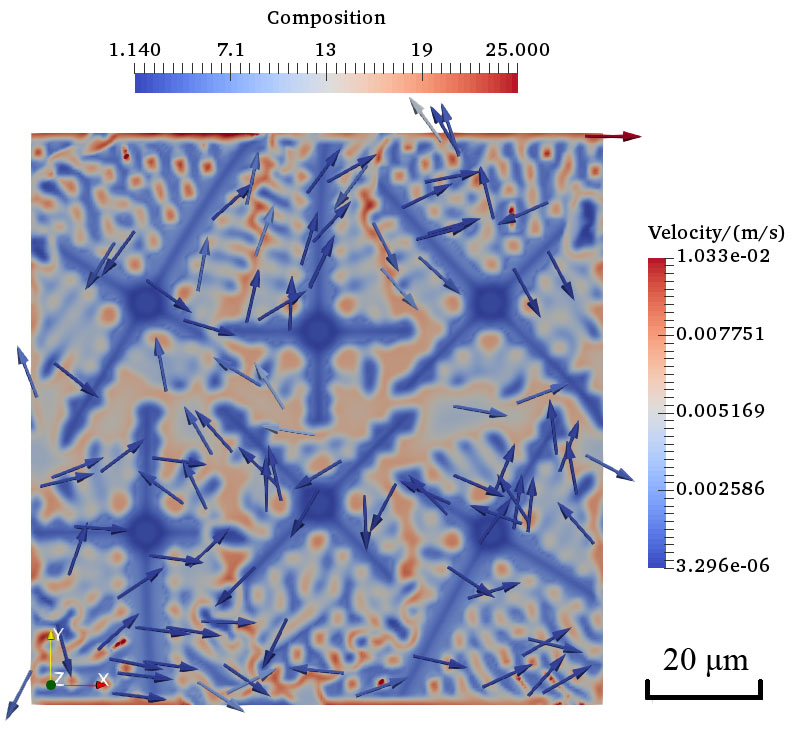 Composition
1.140 7.1 13 19 25.000
Velocity/(m/s)
1.033e-02
0.007751
0.005169
0.002586
3.296e-06
Y
Z X
20 μm